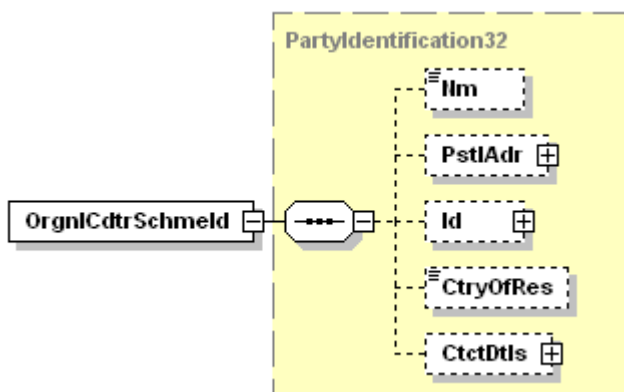 PartyIdentification32
Nm
PstlAdr
OrgnlCdtrSchmeId
Id
CtryOfRes
CtctDtls